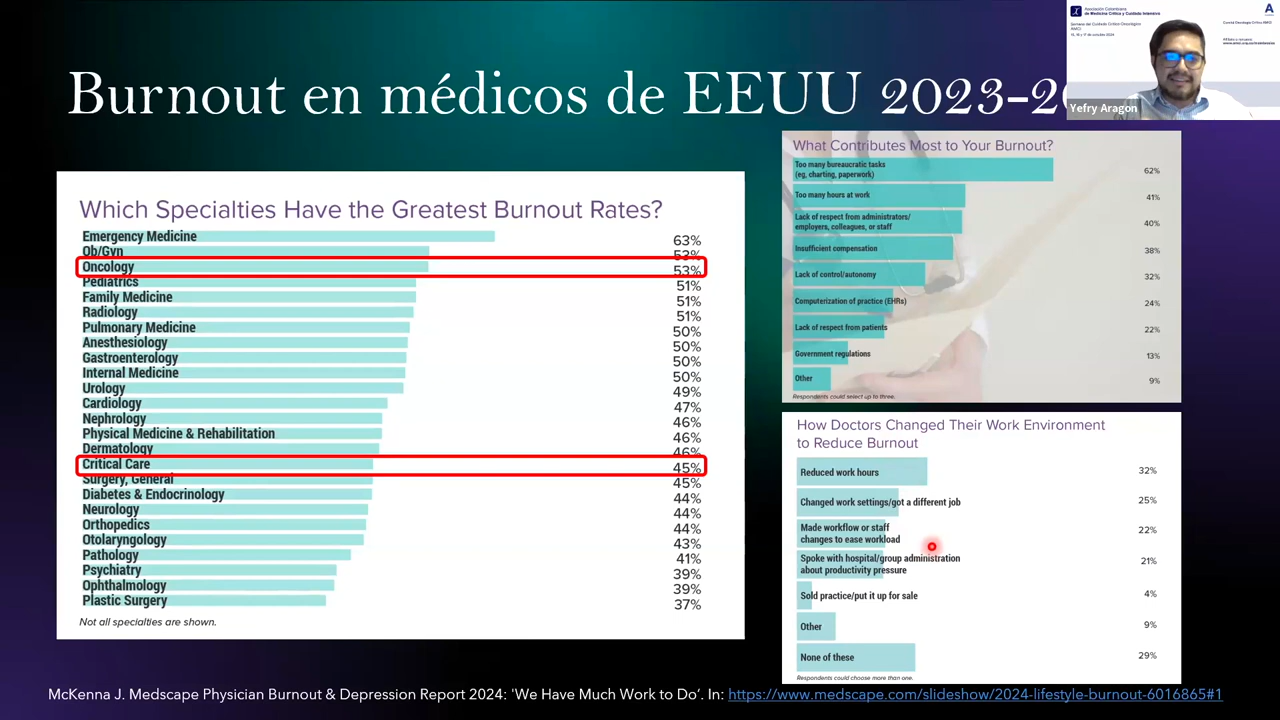 Burnout en médicos de EEUU 2023-2
Asociación Colombiana
de Medicina Crítica y Cuidado Intensivo
Yefry Aragon
Which Specialties Have the Greatest Burnout Rates?
Emergency Medicine 63%
Ob/Gyn 53%
Oncology 53%
Pediatrics 51%
Family Medicine 51%
Radiology 51%
Pulmonary Medicine 50%
Anesthesiology 50%
Gastroenterology 50%
Internal Medicine 50%
Urology 49%
Cardiology 47%
Nephrology 46%
Physical Medicine & Rehabilitation 46%
Dermatology 46%
Critical Care 45%
Surgery, General 45%
Diabetes & Endocrinology 44%
Neurology 44%
Orthopedics 44%
Otolaryngology 43%
Pathology 41%
Psychiatry 39%
Ophthalmology 39%
Plastic Surgery 37%
Not all specialties are shown.
What Contributes Most to Your Burnout?
Too many bureaucratic tasks
(eg, charting, paperwork) 62%
Too many hours at work 41%
Lack of respect from administrators/
employers, colleagues, or staff 40%
Insufficient compensation 38%
Lack of control/autonomy 32%
Computerization of practice (EHRs) 24%
Lack of respect from patients 22%
Government regulations 13%
Other 9%
Respondents could select up to three.
How Doctors Changed Their Work Environment
to Reduce Burnout
Reduced work hours 32%
Changed work settings/got a different job 25%
Made workflow or staff
changes to ease workload 22%
Spoke with hospital/group administration
about productivity pressure 21%
Sold practice/put it up for sale 4%
Other 9%
None of these 29%
Respondents could choose more than one.
McKenna J. Medscape Physician Burnout & Depression Report 2024: 'We Have Much Work to Do'. In: https://www.medscape.com/slideshow/2024-lifestyle-burnout-6016865#1